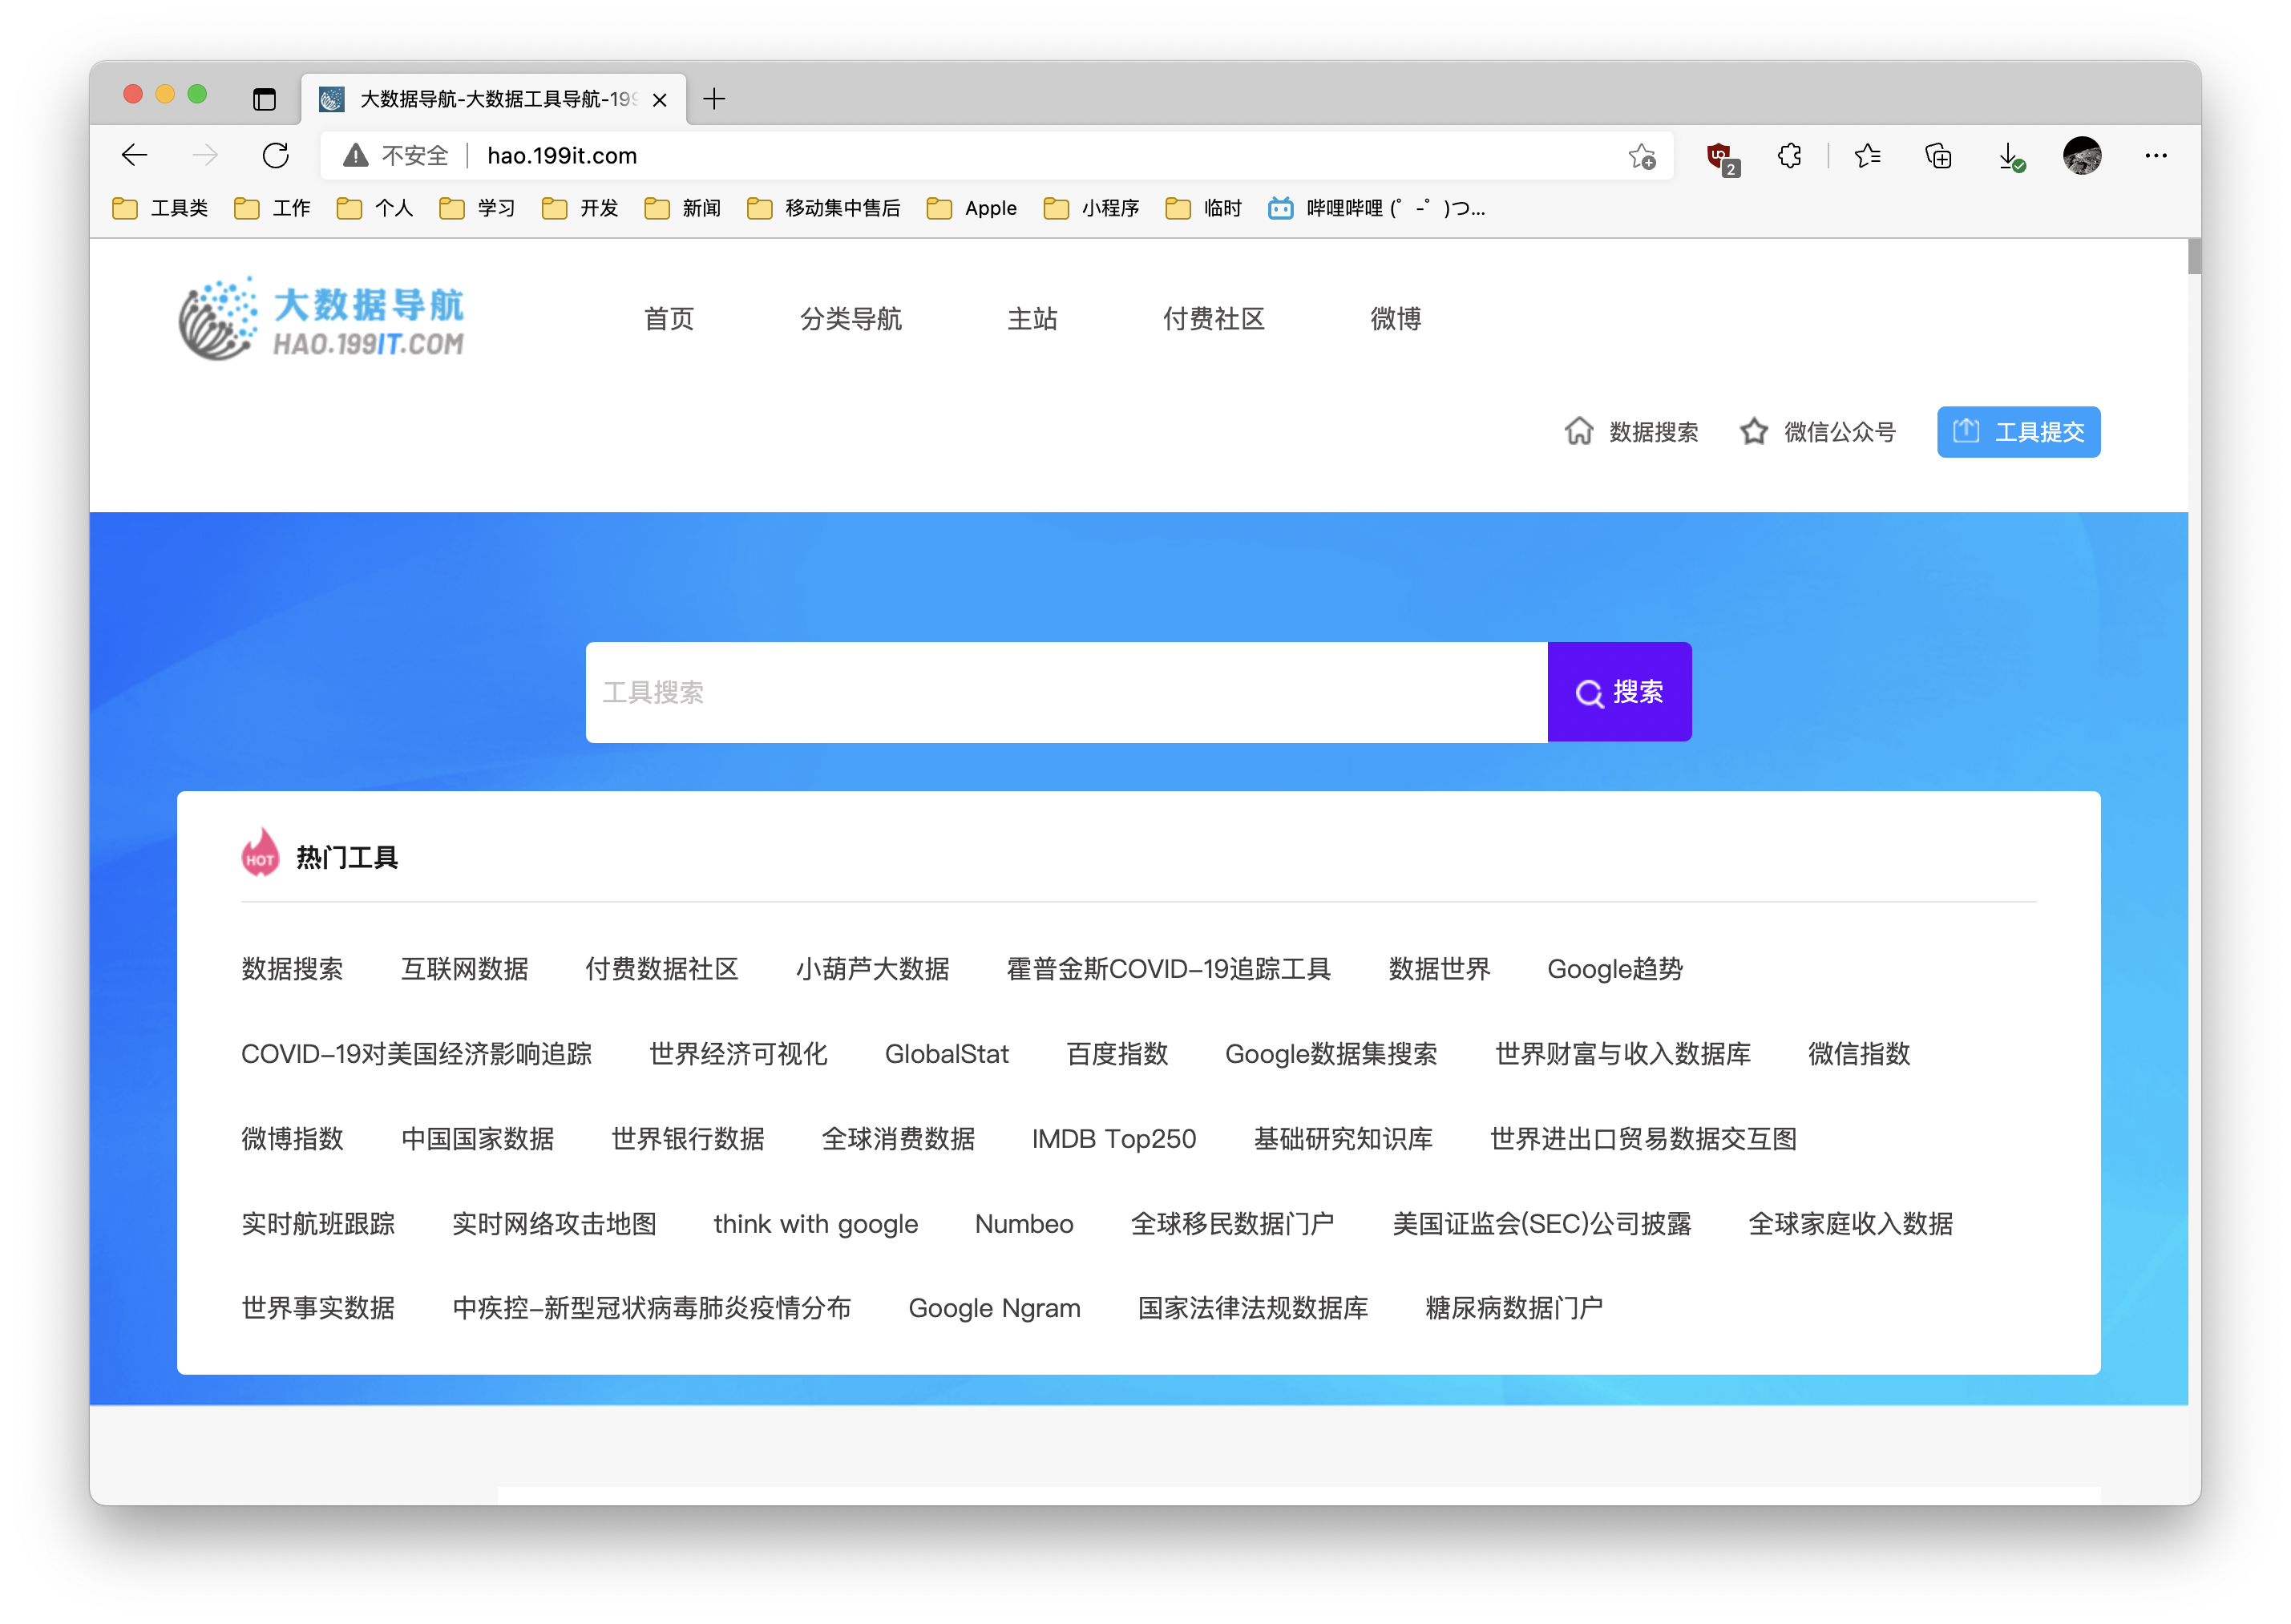 大数据导航-大数据工具导航-199
不安全 hao.199it.com 2
工具类 工作 个人 学习 开发 新闻 移动集中售后 Apple 小程序 临时 哔哩哔哩 (゜-゜)つ...
大数据导航
HAO.199IT.COM
首页 分类导航 主站 付费社区 微博
数据搜索 微信公众号 工具提交
工具搜索 搜索
HOT 热门工具
数据搜索 互联网数据 付费数据社区 小葫芦大数据 霍普金斯COVID-19追踪工具 数据世界 Google趋势
COVID-19对美国经济影响追踪 世界经济可视化 GlobalStat 百度指数 Google数据集搜索 世界财富与收入数据库 微信指数
微博指数 中国国家数据 世界银行数据 全球消费数据 IMDB Top250 基础研究知识库 世界进出口贸易数据交互图
实时航班跟踪 实时网络攻击地图 think with google Numbeo 全球移民数据门户 美国证监会(SEC)公司披露 全球家庭收入数据
世界事实数据 中疾控-新型冠状病毒肺炎疫情分布 Google Ngram 国家法律法规数据库 糖尿病数据门户